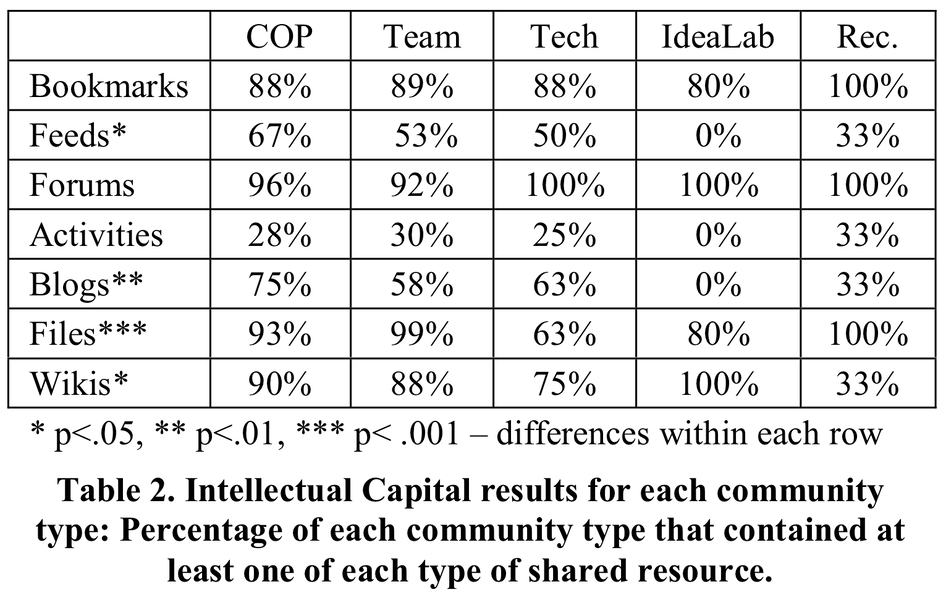 COP Team Tech IdeaLab Rec.
Bookmarks 88% 89% 88% 80% 100%
Feeds* 67% 53% 50% 0% 33%
Forums 96% 92% 100% 100% 100%
Activities 28% 30% 25% 0% 33%
Blogs** 75% 58% 63% 0% 33%
Files*** 93% 99% 63% 80% 100%
Wikis* 90% 88% 75% 100% 33%
* p<.05, ** p<.01, *** p< .001 – differences within each row
Table 2. Intellectual Capital results for each community
type: Percentage of each community type that contained at
least one of each type of shared resource.